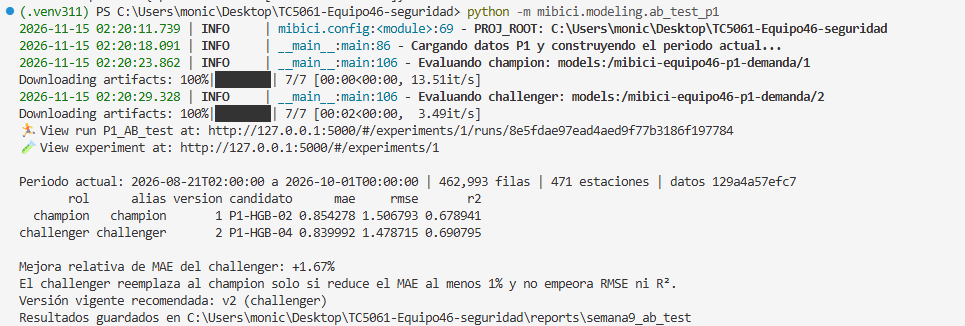 (.venv311) PS C:\Users\monic\Desktop\TC5061-Equipo46-seguridad> python -m mibici.modeling.ab_test_p1
2026-11-15 02:20:11.739 | INFO     | mibici.config:<module>:69 - PROJ_ROOT: C:\Users\monic\Desktop\TC5061-Equipo46-seguridad
2026-11-15 02:20:18.091 | INFO     | __main__:main:86 - Cargando datos P1 y construyendo el periodo actual...
2026-11-15 02:20:23.862 | INFO     | __main__:main:106 - Evaluando champion: models:/mibici-equipo46-p1-demanda/1
Downloading artifacts: 100%|██████| 7/7 [00:00<00:00, 13.51it/s]
2026-11-15 02:20:29.328 | INFO     | __main__:main:106 - Evaluando challenger: models:/mibici-equipo46-p1-demanda/2
Downloading artifacts: 100%|██████| 7/7 [00:02<00:00,  3.49it/s]
🏃 View run P1_AB_test at: http://127.0.0.1:5000/#/experiments/1/runs/8e5fdae97ead4aed9f77b3186f197784
🧪 View experiment at: http://127.0.0.1:5000/#/experiments/1
Periodo actual: 2026-08-21T02:00:00 a 2026-10-01T00:00:00 | 462,993 filas | 471 estaciones | datos 129a4a57efc7
       rol      alias version candidato      mae     rmse       r2
  champion   champion       1 P1-HGB-02 0.854278 1.506793 0.678941
challenger challenger       2 P1-HGB-04 0.839992 1.478715 0.690795
Mejora relativa de MAE del challenger: +1.67%
El challenger reemplaza al champion solo si reduce el MAE al menos 1% y no empeora RMSE ni R².
Versión vigente recomendada: v2 (challenger)
Resultados guardados en C:\Users\monic\Desktop\TC5061-Equipo46-seguridad\reports\semana9_ab_test